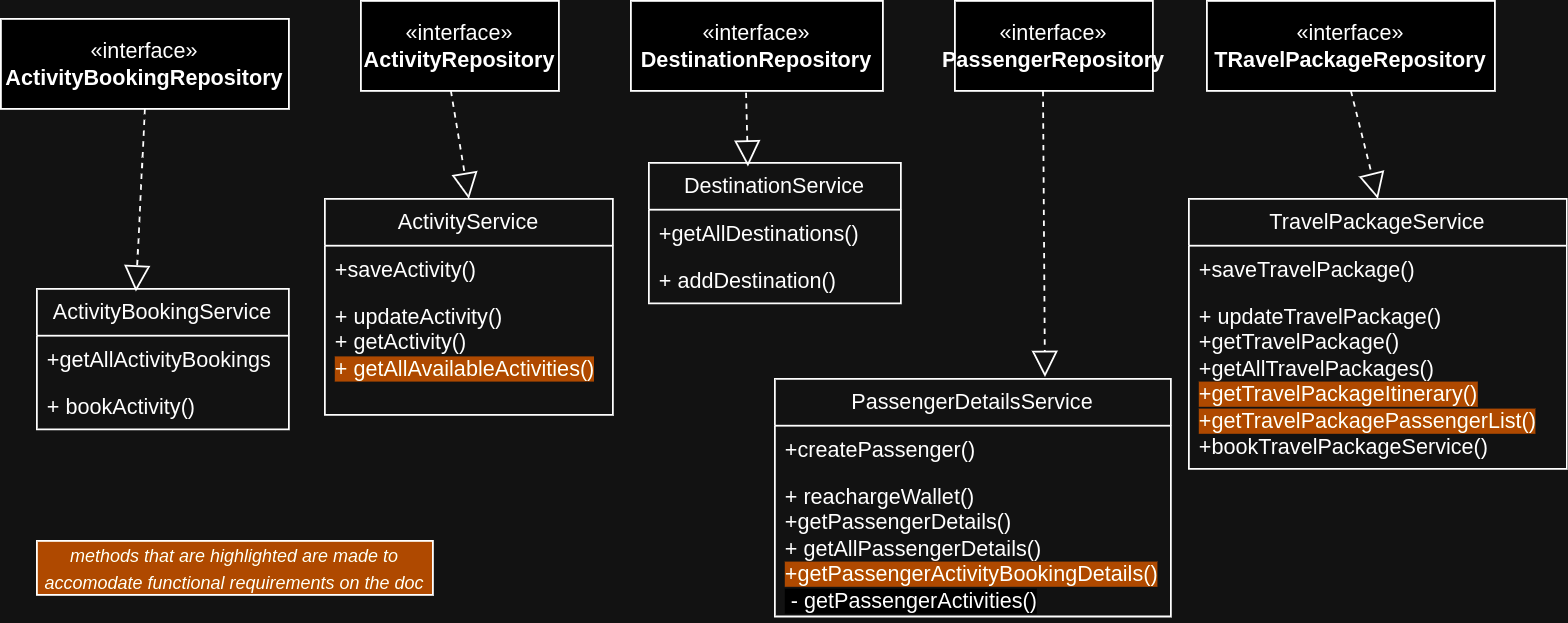 «interface»
ActivityBookingRepository
«interface»
ActivityRepository
«interface»
DestinationRepository
«interface»
PassengerRepository
«interface»
TRavelPackageRepository
ActivityBookingService
+getAllActivityBookings
+ bookActivity()
ActivityService
+saveActivity()
+ updateActivity()
+ getActivity()
+ getAllAvailableActivities()
DestinationService
+getAllDestinations()
+ addDestination()
PassengerDetailsService
+createPassenger()
+ reachargeWallet()
+getPassengerDetails()
+ getAllPassengerDetails()
+getPassengerActivityBookingDetails()
- getPassengerActivities()
TravelPackageService
+saveTravelPackage()
+ updateTravelPackage()
+getTravelPackage()
+getAllTravelPackages()
+getTravelPackageItinerary()
+getTravelPackagePassengerList()
+bookTravelPackageService()
methods that are highlighted are made to
accomodate functional requirements on the doc